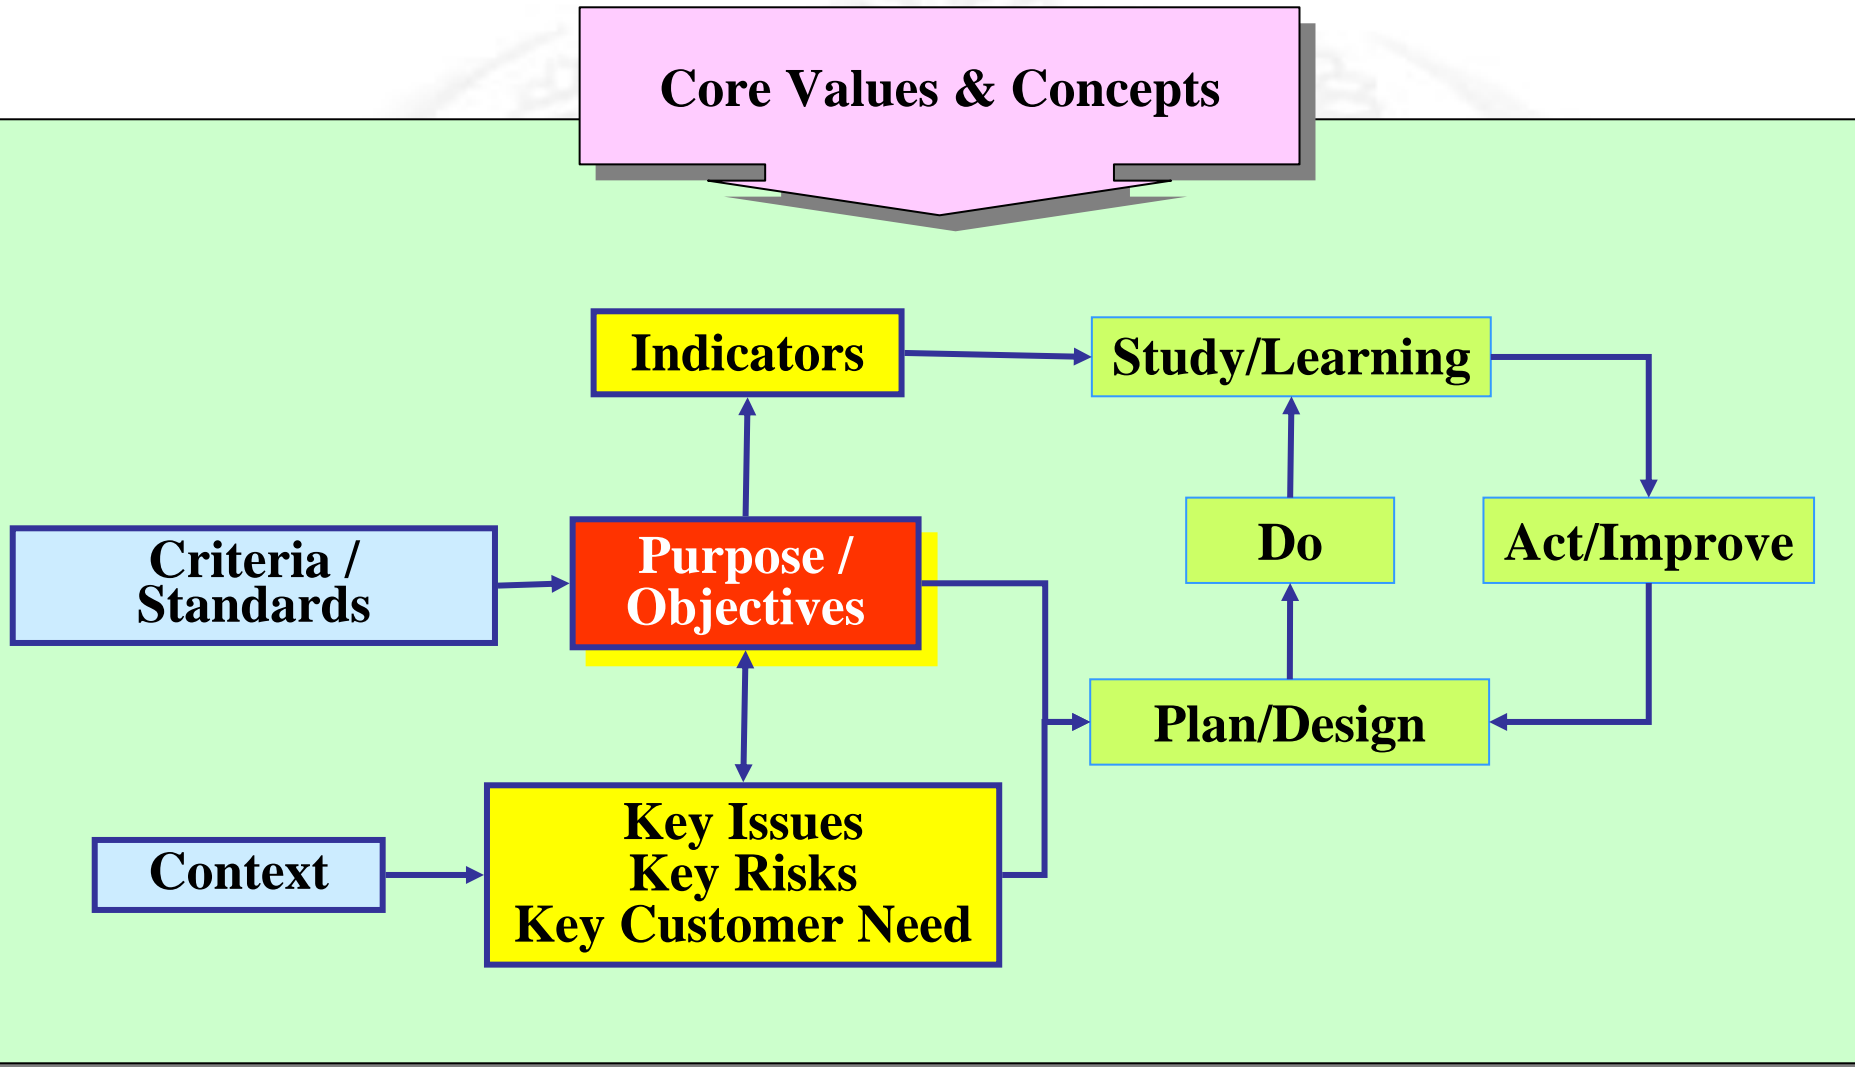 Core Values & Concepts
Indicators
Study/Learning
Criteria /
Standards
Purpose /
Objectives
Do
Act/Improve
Plan/Design
Context
Key Issues
Key Risks
Key Customer Need